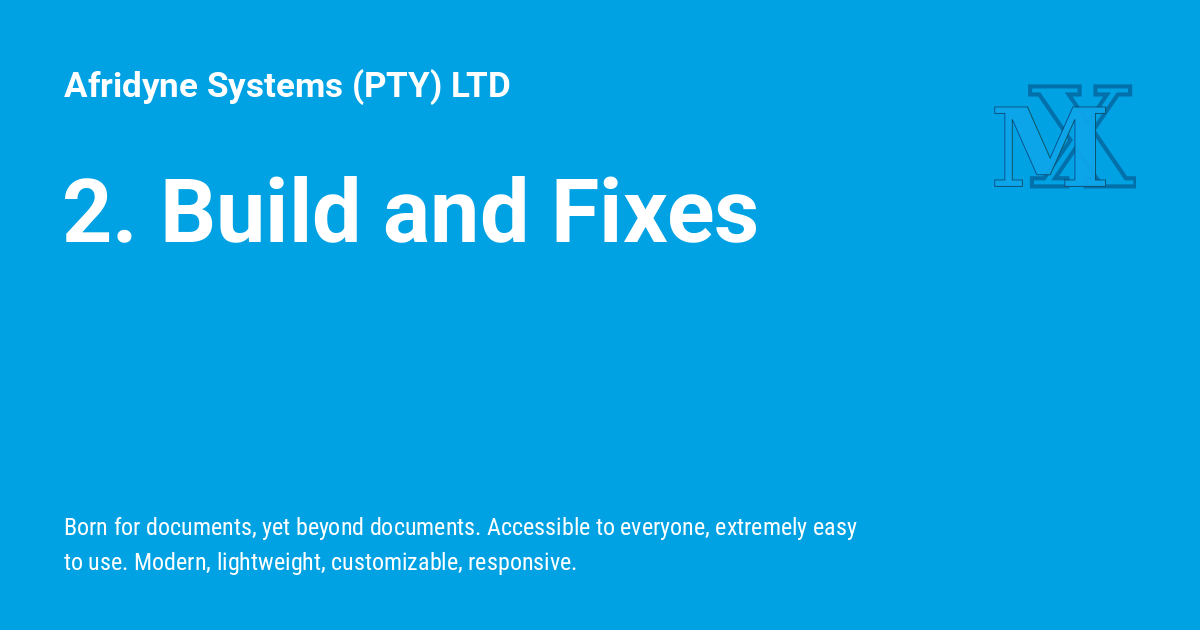 Afridyne Systems (PTY) LTD
MX
2. Build and Fixes
Born for documents, yet beyond documents. Accessible to everyone, extremely easy
to use. Modern, lightweight, customizable, responsive.